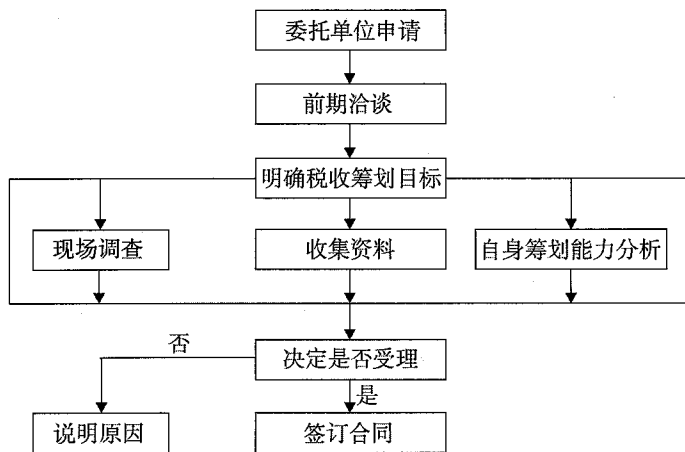 委托单位申请
前期洽谈
明确税收筹划目标
现场调查
收集资料
自身筹划能力分析
否
决定是否受理
是
说明原因
签订合同